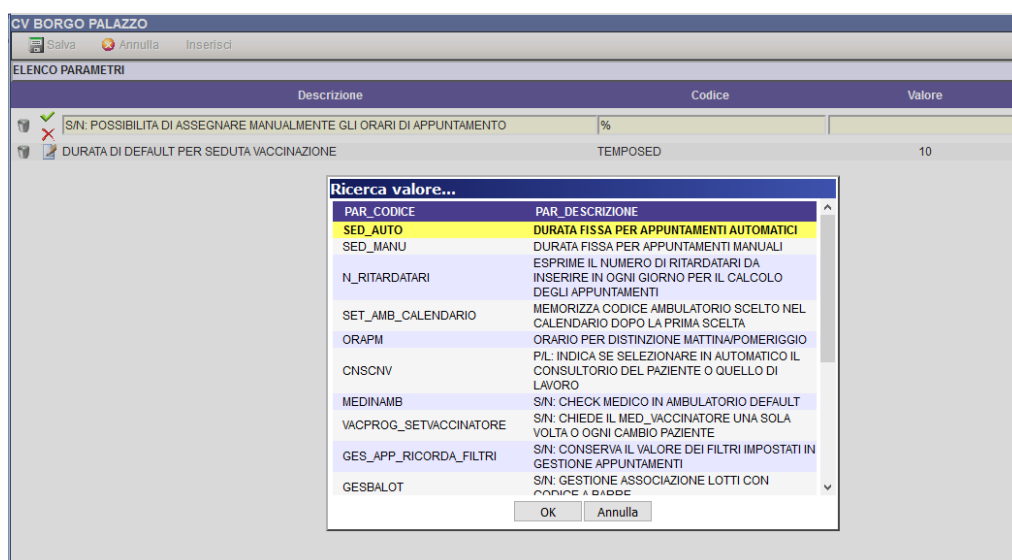 CV BORGO PALAZZO
Salva Annulla Inserisci
ELENCO PARAMETRI
Descrizione Codice Valore
S/N: POSSIBILITA DI ASSEGNARE MANUALMENTE GLI ORARI DI APPUNTAMENTO %
DURATA DI DEFAULT PER SEDUTA VACCINAZIONE TEMPOSED 10
Ricerca valore...
PAR_CODICE PAR_DESCRIZIONE
SED_AUTO DURATA FISSA PER APPUNTAMENTI AUTOMATICI
SED_MANU DURATA FISSA PER APPUNTAMENTI MANUALI
N_RITARDATARI ESPRIME IL NUMERO DI RITARDATARI DA
INSERIRE IN OGNI GIORNO PER IL CALCOLO
DEGLI APPUNTAMENTI
SET_AMB_CALENDARIO MEMORIZZA CODICE AMBULATORIO SCELTO NEL
CALENDARIO DOPO LA PRIMA SCELTA
ORAPM ORARIO PER DISTINZIONE MATTINA/POMERIGGIO
CNSCNV P/L: INDICA SE SELEZIONARE IN AUTOMATICO IL
CONSULTORIO DEL PAZIENTE O QUELLO DI
LAVORO
MEDINAMB S/N: CHECK MEDICO IN AMBULATORIO DEFAULT
VACPROG_SETVACCINATORE S/N: CHIEDE IL MED_VACCINATORE UNA SOLA
VOLTA O OGNI CAMBIO PAZIENTE
GES_APP_RICORDA_FILTRI S/N: CONSERVA IL VALORE DEI FILTRI IMPOSTATI IN
GESTIONE APPUNTAMENTI
GESBALOT S/N: GESTIONE ASSOCIAZIONE LOTTI CON
CODICE A BARRE
OK Annulla